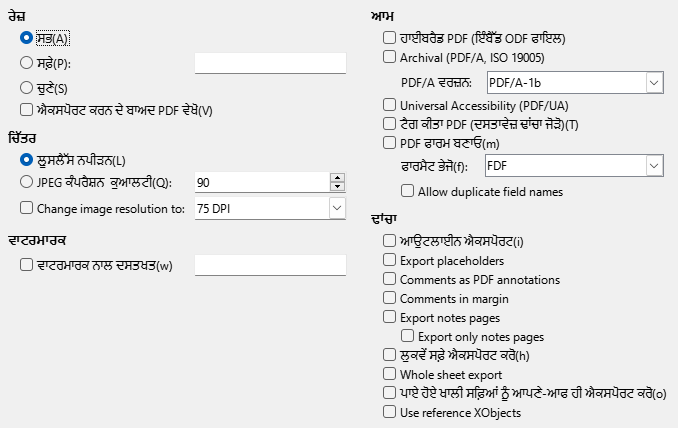 ਰੇਜ਼
ਸਭ(A)
ਸਫ਼ੇ(P):
ਚੁਣੇ(S)
ਐਕਸਪੋਰਟ ਕਰਨ ਦੇ ਬਾਅਦ PDF ਵੇਖੋ(V)
ਚਿੱਤਰ
ਲੂਸਲੈੱਸ ਨਪੀੜਨ(L)
JPEG ਕੰਪਰੈਸ਼ਨ ਕੁਆਲਟੀ(Q): 90
Change image resolution to: 75 DPI
ਵਾਟਰਮਾਰਕ
ਵਾਟਰਮਾਰਕ ਨਾਲ ਦਸਤਖਤ(w)
ਆਮ
ਹਾਈਬਰੈਡ PDF (ਇੰਬੈੱਡ ODF ਫਾਇਲ)
Archival (PDF/A, ISO 19005)
PDF/A ਵਰਜ਼ਨ: PDF/A-1b
Universal Accessibility (PDF/UA)
ਟੈਗ ਕੀਤਾ PDF (ਦਸਤਾਵੇਜ਼ ਢਾਂਚਾ ਜੋੜੋ)(T)
PDF ਫਾਰਮ ਬਣਾਓ(m)
ਫਾਰਮੈਟ ਭੇਜੋ(f): FDF
Allow duplicate field names
ਢਾਂਚਾ
ਆਉਟਲਾਈਨ ਐਕਸਪੋਰਟ(i)
Export placeholders
Comments as PDF annotations
Comments in margin
Export notes pages
Export only notes pages
ਲੁਕਵੇਂ ਸਫ਼ੇ ਐਕਸਪੋਰਟ ਕਰੋ(h)
Whole sheet export
ਪਾਏ ਹੋਏ ਖਾਲੀ ਸਫ਼ਿਆਂ ਨੂੰ ਆਪਣੇ-ਆਫ ਹੀ ਐਕਸਪੋਰਟ ਕਰੋ(o)
Use reference XObjects